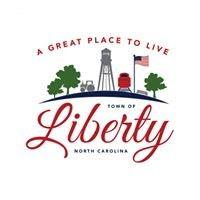 A GREAT PLACE TO LIVE
TOWN OF
Liberty
NORTH CAROLINA